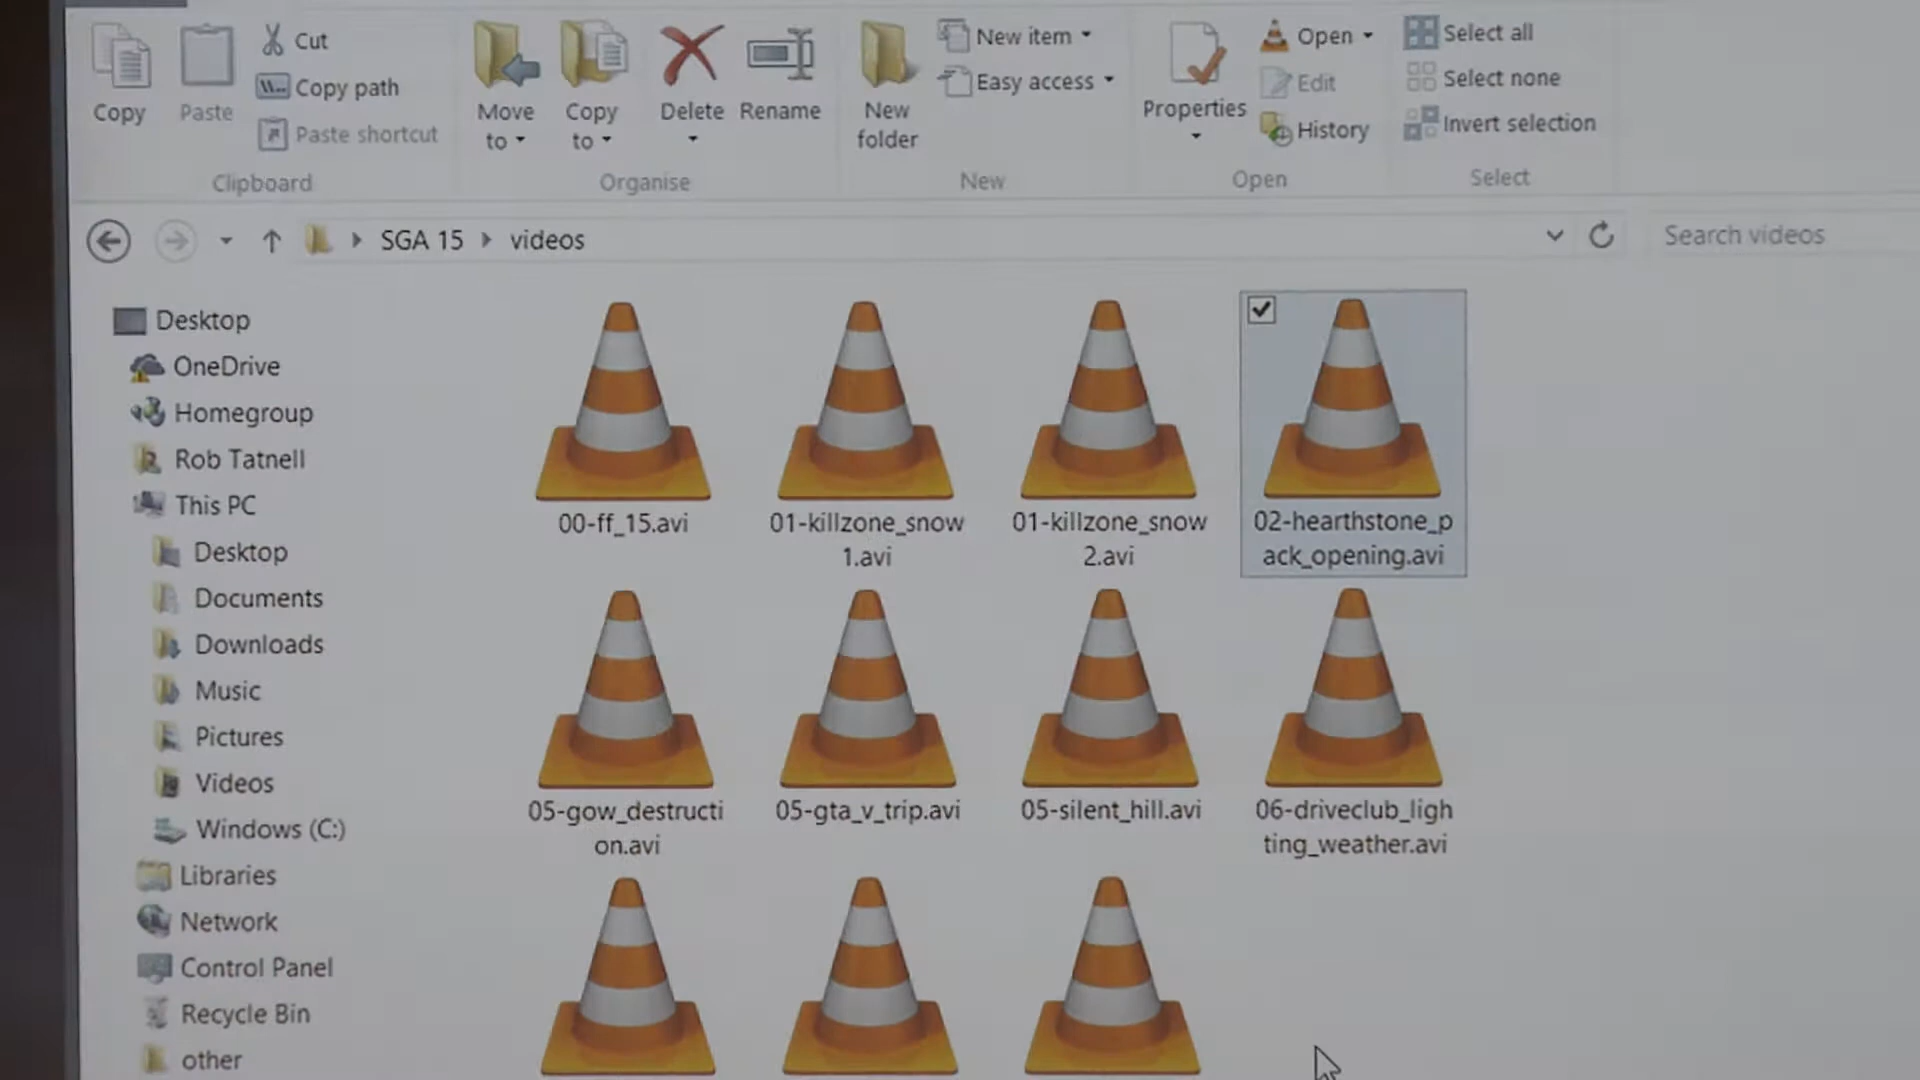 Copy
Paste
Cut
Copy path
Paste shortcut
Clipboard
Move
to
Copy
to
Delete
Rename
Organise
New
folder
New item
Easy access
New
Properties
Open
Edit
History
Open
Select all
Select none
Invert selection
Select
SGA 15
videos
Search videos
Desktop
OneDrive
Homegroup
Rob Tatnell
This PC
Desktop
Documents
Downloads
Music
Pictures
Videos
Windows (C:)
Libraries
Network
Control Panel
Recycle Bin
other
00-ff_15.avi
01-killzone_snow
1.avi
01-killzone_snow
2.avi
02-hearthstone_p
ack_opening.avi
05-gow_destructi
on.avi
05-gta_v_trip.avi
05-silent_hill.avi
06-driveclub_ligh
ting_weather.avi